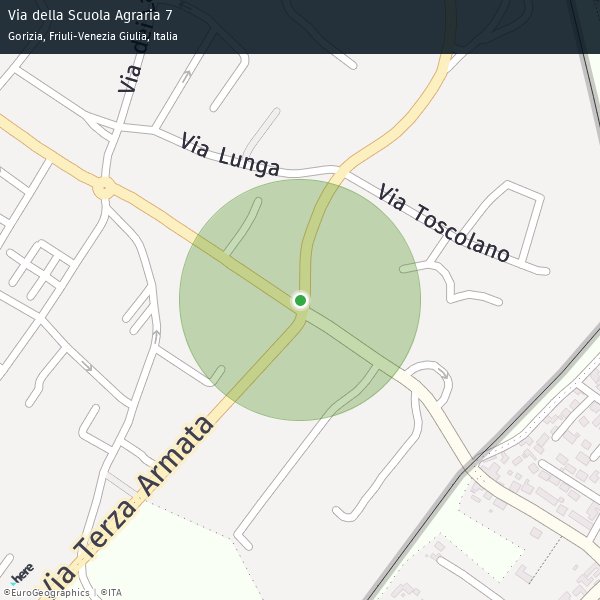 Via della Scuola Agraria 7
Gorizia, Friuli-Venezia Giulia, Italia
Via
Via Lunga
Via Toscolano
Via Terza Armata
here
©EuroGeographics | ©ITA